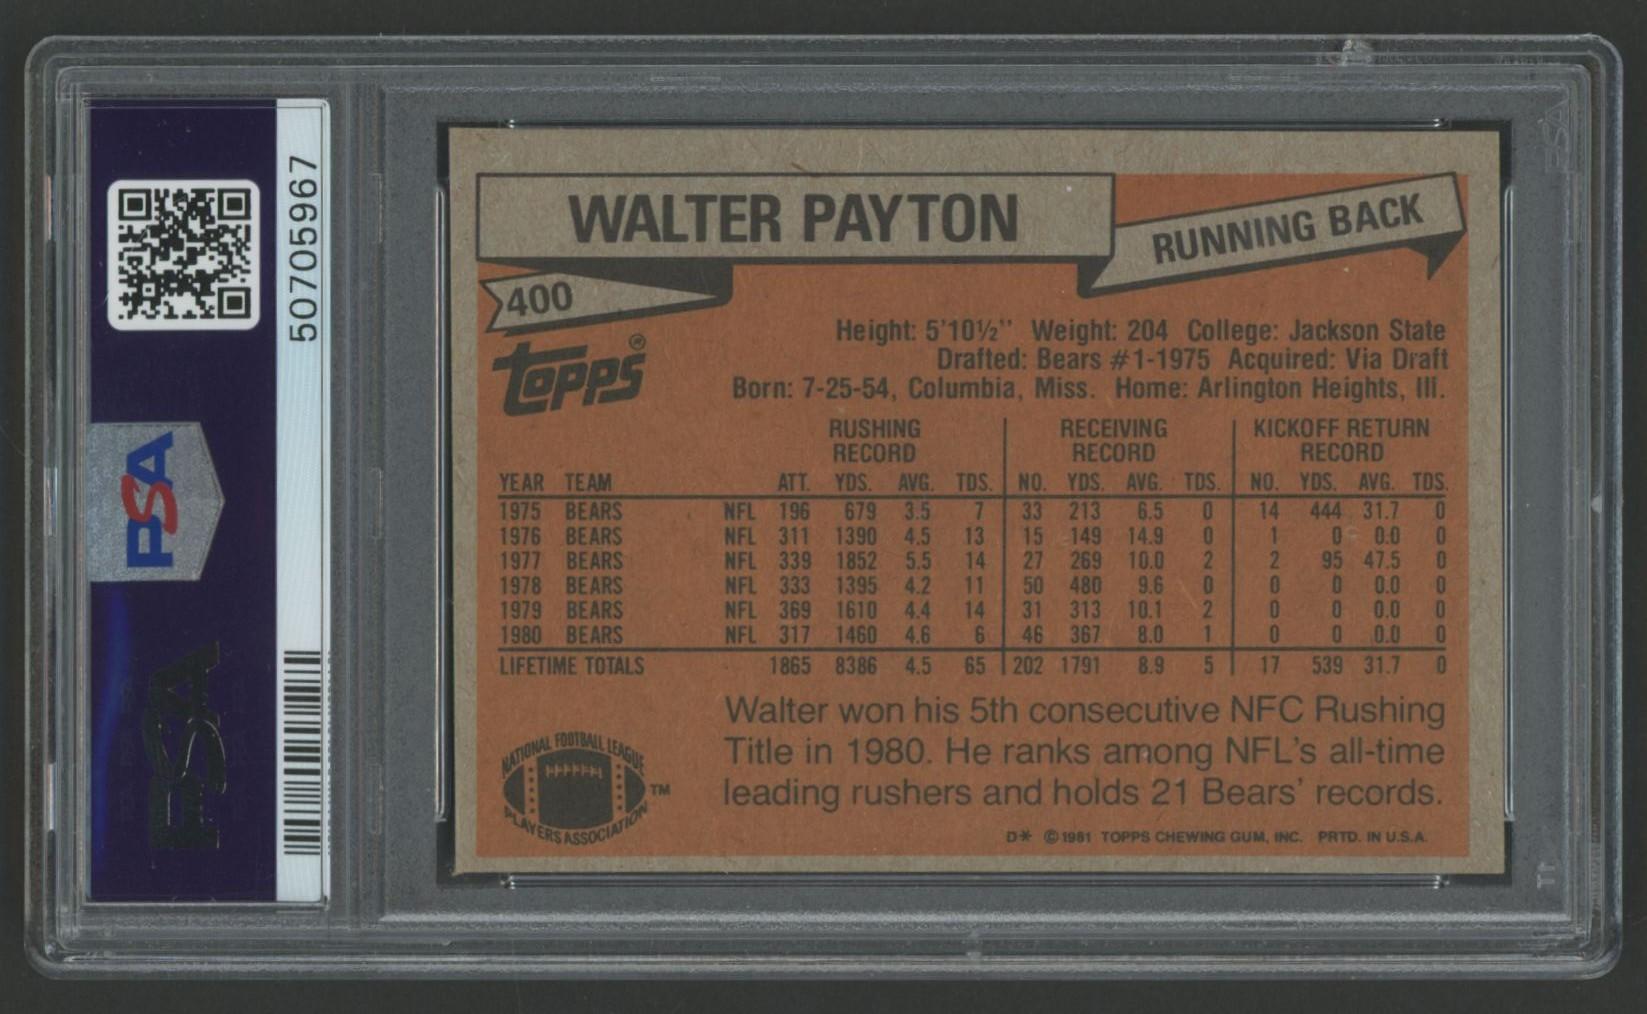 50705967
PSA
PSA
WALTER PAYTON
RUNNING BACK
400
Topps®
Height: 5'10½" Weight: 204 College: Jackson State
Drafted: Bears #1-1975 Acquired: Via Draft
Born: 7-25-54, Columbia, Miss. Home: Arlington Heights, Ill.
RUSHING RECORD RECEIVING RECORD KICKOFF RETURN RECORD
YEAR TEAM ATT. YDS. AVG. TDS. NO. YDS. AVG. TDS. NO. YDS. AVG. TDS.
1975 BEARS NFL 196 679 3.5 7 33 213 6.5 0 14 444 31.7 0
1976 BEARS NFL 311 1390 4.5 13 15 149 14.9 0 1 0 0.0 0
1977 BEARS NFL 339 1852 5.5 14 27 269 10.0 2 2 95 47.5 0
1978 BEARS NFL 333 1395 4.2 11 50 480 9.6 0 0 0 0.0 0
1979 BEARS NFL 369 1610 4.4 14 31 313 10.1 2 0 0 0.0 0
1980 BEARS NFL 317 1460 4.6 6 46 367 8.0 1 0 0 0.0 0
LIFETIME TOTALS 1865 8386 4.5 65 202 1791 8.9 5 17 539 31.7 0
Walter won his 5th consecutive NFC Rushing
Title in 1980. He ranks among NFL's all-time
leading rushers and holds 21 Bears' records.
NATIONAL FOOTBALL LEAGUE
PLAYERS ASSOCIATION
TM
D* © 1981 TOPPS CHEWING GUM, INC. PRTD. IN U.S.A.
PSA